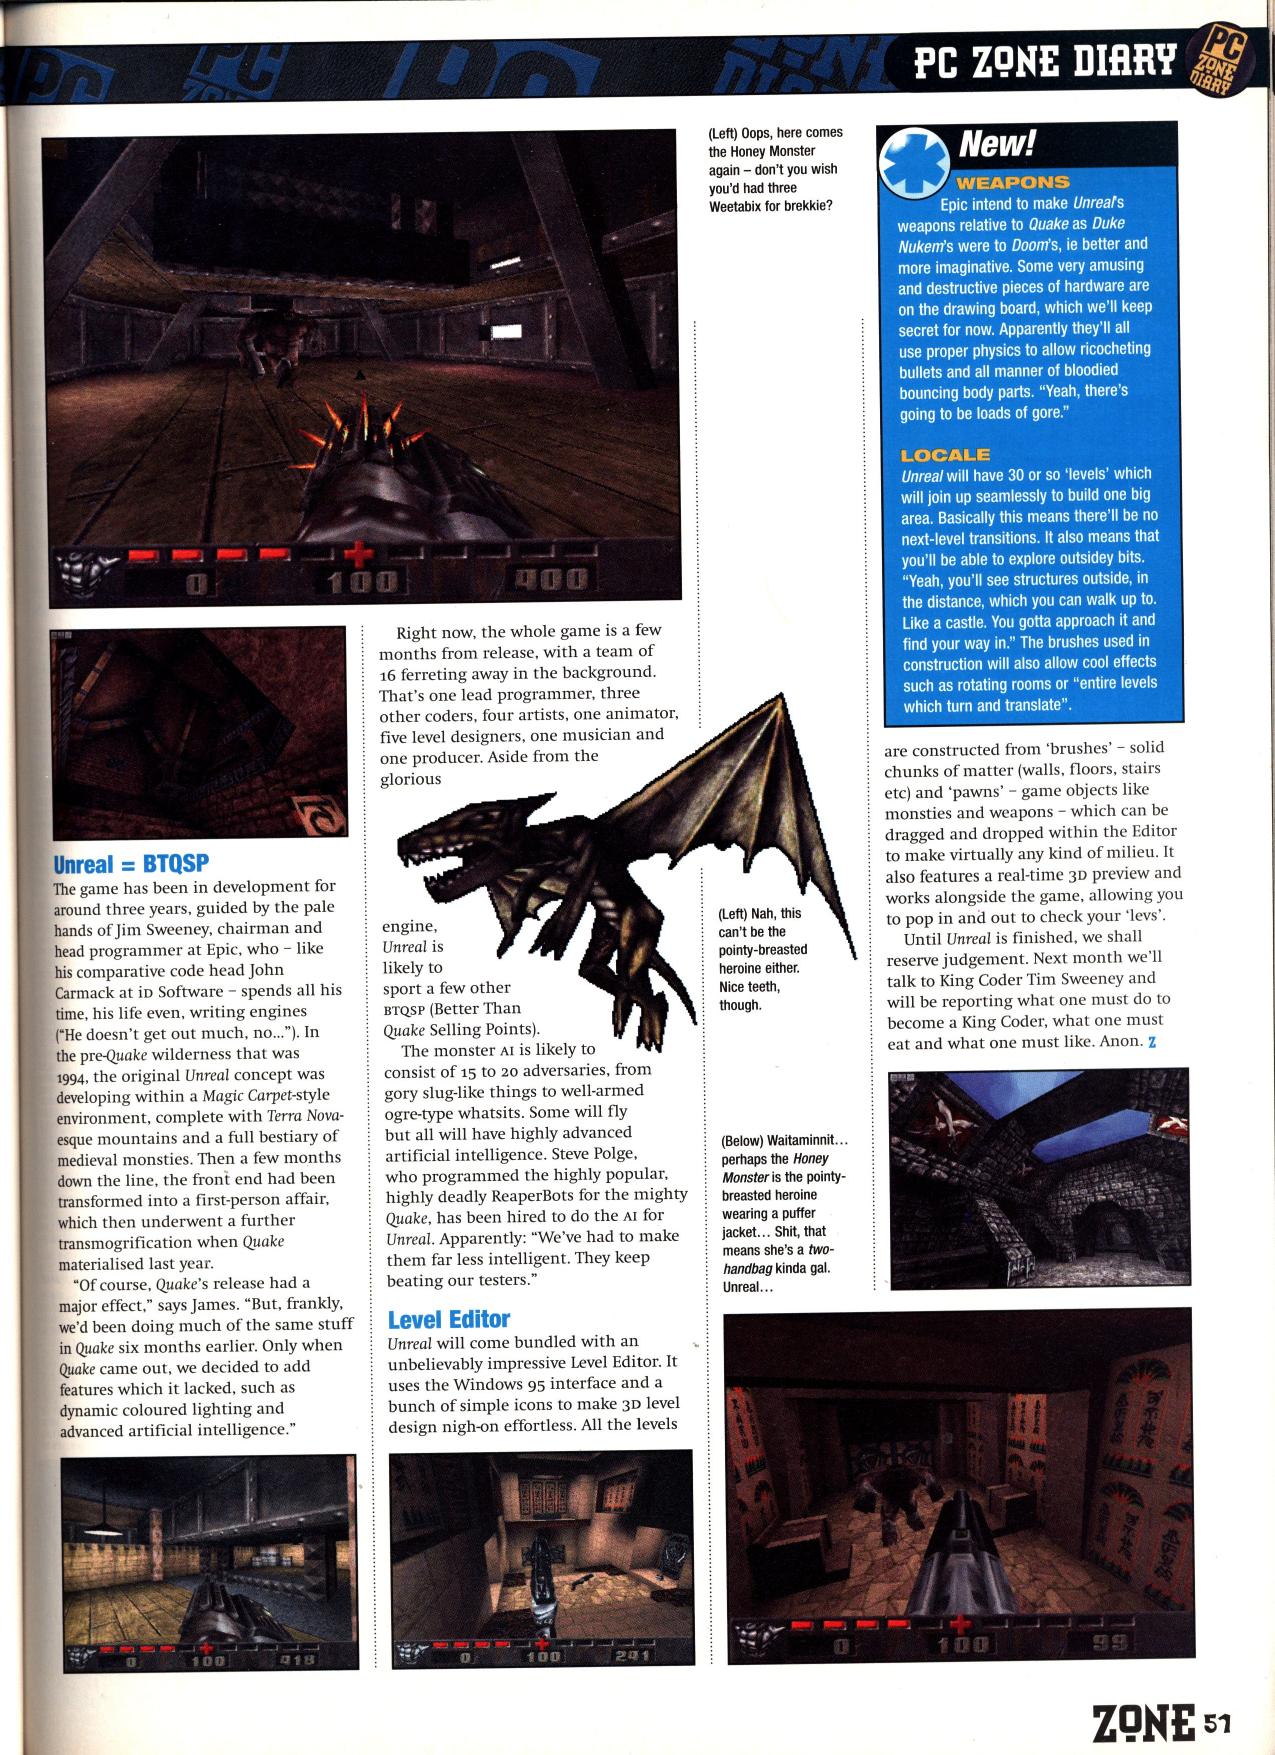 PC ZONE DIARY
PC
ZONE
DIARY
(Left) Oops, here comes
the Honey Monster
again – don't you wish
you'd had three
Weetabix for brekkie?
New!
WEAPONS
Epic intend to make Unreal's
weapons relative to Quake as Duke
Nukem's were to Doom's, ie better and
more imaginative. Some very amusing
and destructive pieces of hardware are
on the drawing board, which we'll keep
secret for now. Apparently they'll all
use proper physics to allow ricocheting
bullets and all manner of bloodied
bouncing body parts. “Yeah, there's
going to be loads of gore.”
LOCALE
Unreal will have 30 or so ‘levels’ which
will join up seamlessly to build one big
area. Basically this means there'll be no
next-level transitions. It also means that
you'll be able to explore outsidey bits.
“Yeah, you'll see structures outside, in
the distance, which you can walk up to.
Like a castle. You gotta approach it and
find your way in.” The brushes used in
construction will also allow cool effects
such as rotating rooms or “entire levels
which turn and translate”.
0 100 400
Unreal = BTQSP
The game has been in development for
around three years, guided by the pale
hands of Jim Sweeney, chairman and
head programmer at Epic, who – like
his comparative code head John
Carmack at iD Software – spends all his
time, his life even, writing engines
(“He doesn't get out much, no...”). In
the pre-Quake wilderness that was
1994, the original Unreal concept was
developing within a Magic Carpet-style
environment, complete with Terra Nova-
esque mountains and a full bestiary of
medieval monsties. Then a few months
down the line, the front end had been
transformed into a first-person affair,
which then underwent a further
transmogrification when Quake
materialised last year.
“Of course, Quake's release had a
major effect,” says James. “But, frankly,
we'd been doing much of the same stuff
in Quake six months earlier. Only when
Quake came out, we decided to add
features which it lacked, such as
dynamic coloured lighting and
advanced artificial intelligence.”
0 100 418
Right now, the whole game is a few
months from release, with a team of
16 ferreting away in the background.
That's one lead programmer, three
other coders, four artists, one animator,
five level designers, one musician and
one producer. Aside from the
glorious
engine,
Unreal is
likely to
sport a few other
BTQSP (Better Than
Quake Selling Points).
The monster AI is likely to
consist of 15 to 20 adversaries, from
gory slug-like things to well-armed
ogre-type whatsits. Some will fly
but all will have highly advanced
artificial intelligence. Steve Polge,
who programmed the highly popular,
highly deadly ReaperBots for the mighty
Quake, has been hired to do the AI for
Unreal. Apparently: “We've had to make
them far less intelligent. They keep
beating our testers.”
Level Editor
Unreal will come bundled with an
unbelievably impressive Level Editor. It
uses the Windows 95 interface and a
bunch of simple icons to make 3D level
design nigh-on effortless. All the levels
0 100 241
(Left) Nah, this
can't be the
pointy-breasted
heroine either.
Nice teeth,
though.
(Below) Waitaminnit...
perhaps the Honey
Monster is the pointy-
breasted heroine
wearing a puffer
jacket... Shit, that
means she's a two-
handbag kinda gal.
Unreal...
are constructed from ‘brushes’ – solid
chunks of matter (walls, floors, stairs
etc) and ‘pawns’ – game objects like
monsties and weapons – which can be
dragged and dropped within the Editor
to make virtually any kind of milieu. It
also features a real-time 3D preview and
works alongside the game, allowing you
to pop in and out to check your ‘levs’.
Until Unreal is finished, we shall
reserve judgement. Next month we'll
talk to King Coder Tim Sweeney and
will be reporting what one must do to
become a King Coder, what one must
eat and what one must like. Anon. Z
0 100 99
ZONE 51